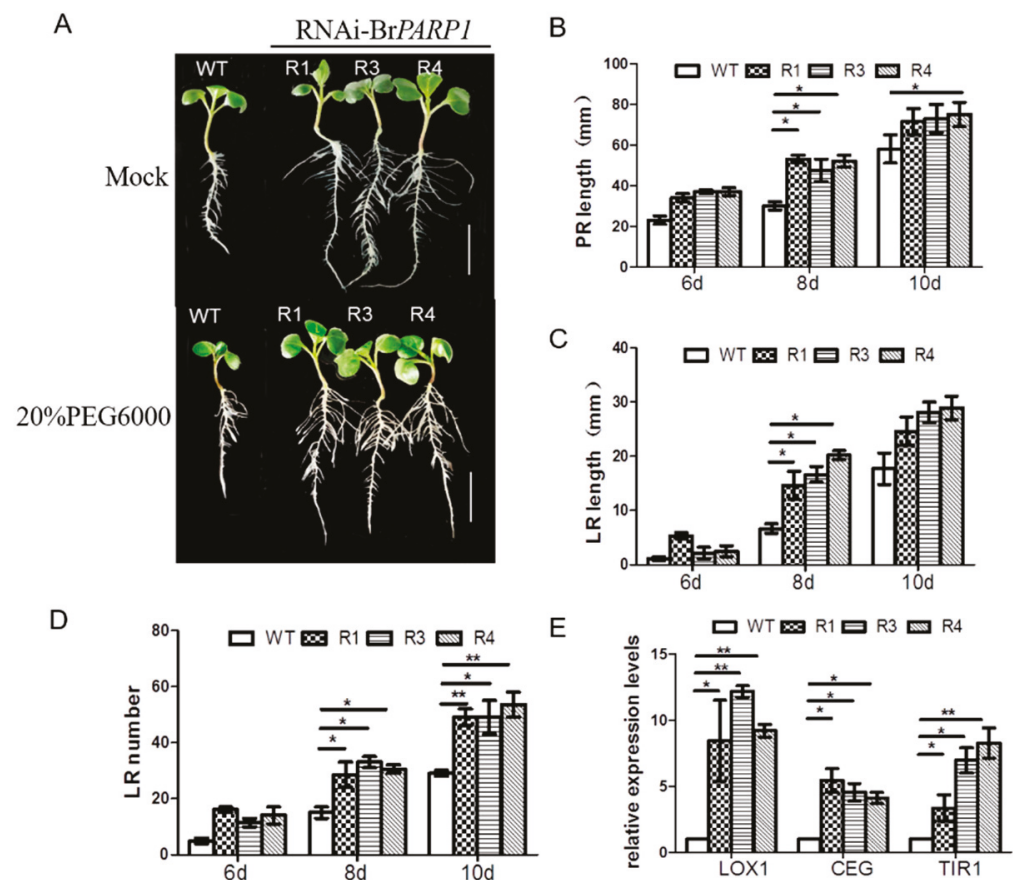 A
RNAi-BrPARP1
WT R1 R3 R4
Mock
WT R1 R3 R4
20%PEG6000
B
WT R1 R3 R4
PR length (mm)
100
80
60
40
20
0
* * * *
6d 8d 10d
C
WT R1 R3 R4
LR length (mm)
40
30
20
10
0
* * *
6d 8d 10d
D
WT R1 R3 R4
LR number
80
60
40
20
0
* * * ** * **
6d 8d 10d
E
WT R1 R3 R4
relative expression levels
15
10
5
0
* ** ** * * * * * **
LOX1 CEG TIR1